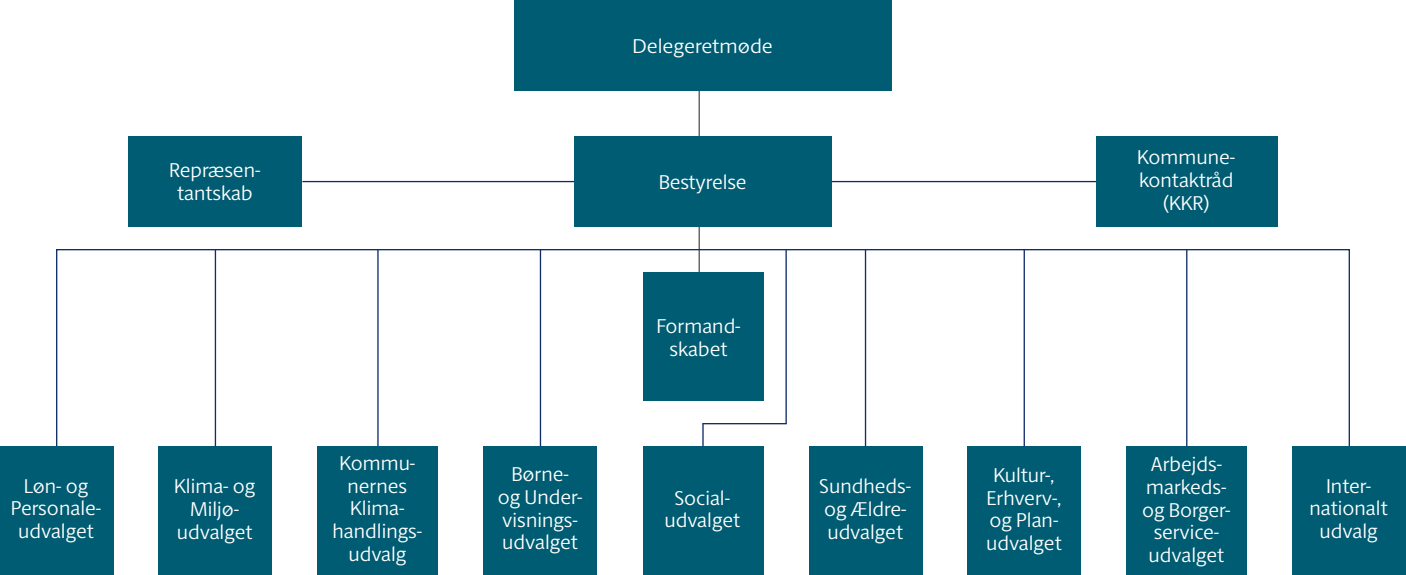 Delegeretmøde
Repræsen-
tantskab
Bestyrelse
Kommune-
kontaktråd
(KKR)
Formand-
skabet
Løn- og
Personale-
udvalget
Klima- og
Miljø-
udvalget
Kommu-
nernes
Klima-
handlings-
udvalg
Børne-
og Under-
visnings-
udvalget
Social-
udvalget
Sundheds-
og Ældre-
udvalget
Kultur-,
Erhverv-,
og Plan-
udvalget
Arbejds-
markeds-
og Borger-
service-
udvalget
Inter-
nationalt
udvalg